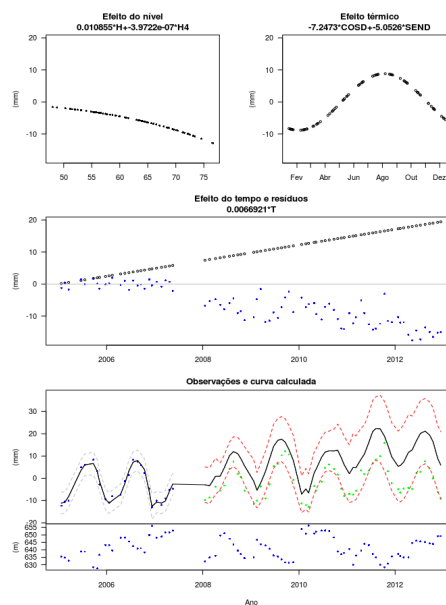 Efeito do nível
0.010855*H+-3.9722e-07*H4
20
10
0
-10
(mm)
50 55 60 65 70 75
Efeito térmico
-7.2473*COSD+-5.0526*SEND
20
10
0
-10
(mm)
Fev Abr Jun Ago Out Dez
Efeito do tempo e resíduos
0.0066921*T
20
10
0
-10
(mm)
2006 2008 2010 2012
Observações e curva calculada
30
20
10
0
-10
-20
(mm)
655
650
645
640
635
630
(m)
2006 2008 2010 2012
Ano